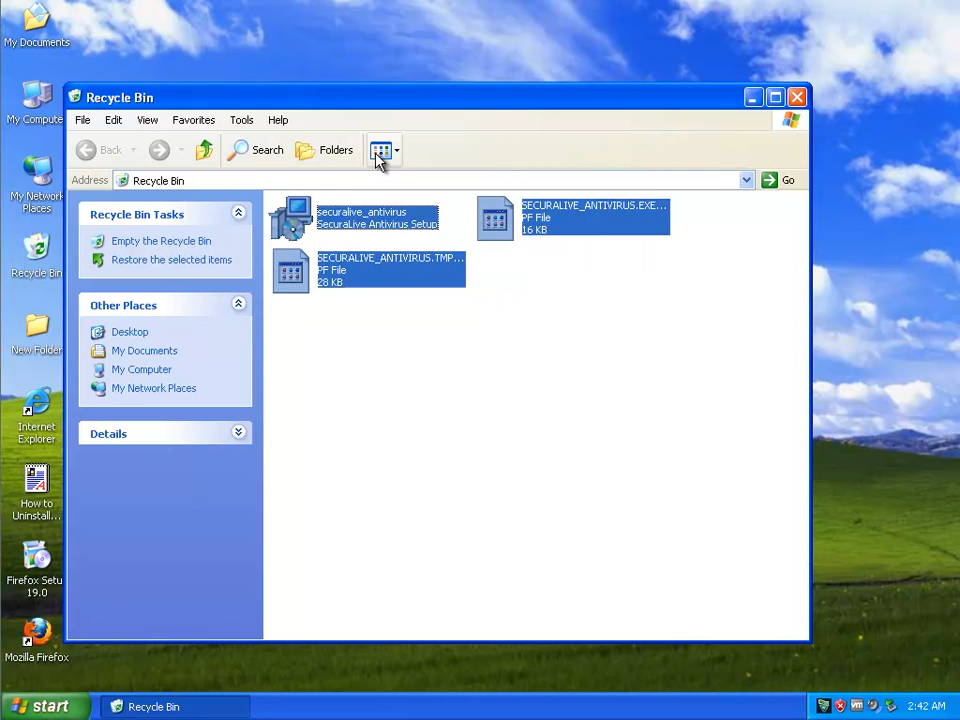 My Documents
My Compute
My Network
Places
Recycle Bin
New Folder
Internet
Explorer
How to
Uninstall...
Firefox Setu
19.0
Mozilla Firefox
Recycle Bin
File Edit View Favorites Tools Help
Back Search Folders
Address Recycle Bin Go
Recycle Bin Tasks
Empty the Recycle Bin
Restore the selected items
Other Places
Desktop
My Documents
My Computer
My Network Places
Details
securalive_antivirus
SecuraLive Antivirus Setup
SECURALIVE_ANTIVIRUS.EXE...
PF File
16 KB
SECURALIVE_ANTIVIRUS.TMP...
PF File
28 KB
start Recycle Bin 2:42 AM